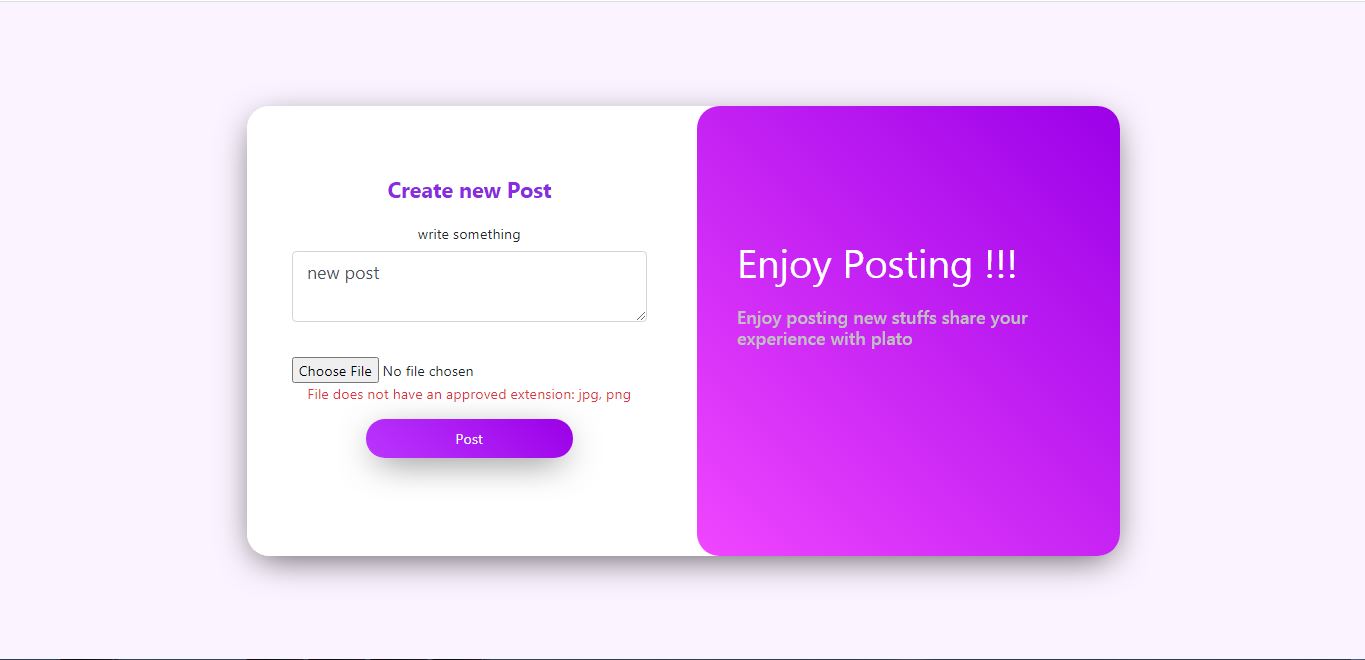 Create new Post
write something
new post
Choose File No file chosen
File does not have an approved extension: jpg, png
Post
Enjoy Posting !!!
Enjoy posting new stuffs share your
experience with plato